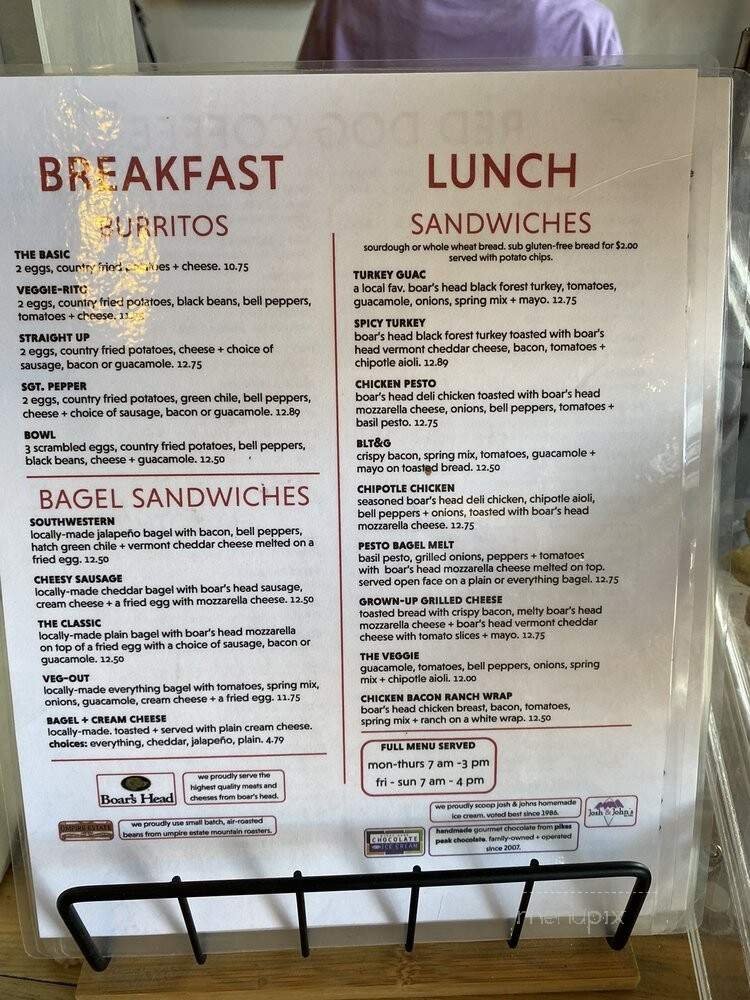 BREAKFAST
BURRITOS
THE BASIC
2 eggs, country fried potatoes + cheese. 10.75
VEGGIE-RITO
2 eggs, country fried potatoes, black beans, bell peppers,
tomatoes + cheese.
STRAIGHT UP
2 eggs, country fried potatoes, cheese + choice of
sausage, bacon or guacamole. 12.75
SGT. PEPPER
2 eggs, country fried potatoes, green chile, bell peppers,
cheese + choice of sausage, bacon or guacamole. 12.89
BOWL
3 scrambled eggs, country fried potatoes, bell peppers,
black beans, cheese + guacamole. 12.50
BAGEL SANDWICHES
SOUTHWESTERN
locally-made jalapeño bagel with bacon, bell peppers,
hatch green chile + vermont cheddar cheese melted on a
fried egg. 12.50
CHEESY SAUSAGE
locally-made cheddar bagel with boar's head sausage,
cream cheese + a fried egg with mozzarella cheese. 12.50
THE CLASSIC
locally-made plain bagel with boar's head mozzarella
on top of a fried egg with a choice of sausage, bacon or
guacamole. 12.50
VEG-OUT
locally-made everything bagel with tomatoes, spring mix,
onions, guacamole, cream cheese + a fried egg. 11.75
BAGEL + CREAM CHEESE
locally-made. toasted + served with plain cream cheese.
choices: everything, cheddar, jalapeño, plain. 4.79
Boar's Head
we proudly serve the
highest quality meats and
cheeses from boar's head.
UMPIRE ESTATE
we proudly use small batch, air-roasted
beans from umpire estate mountain roasters.
LUNCH
SANDWICHES
sourdough or whole wheat bread. sub gluten-free bread for $2.00
served with potato chips.
TURKEY GUAC
a local fav. boar's head black forest turkey, tomatoes,
guacamole, onions, spring mix + mayo. 12.75
SPICY TURKEY
boar's head black forest turkey toasted with boar's
head vermont cheddar cheese, bacon, tomatoes +
chipotle aioli. 12.89
CHICKEN PESTO
boar's head deli chicken toasted with boar's head
mozzarella cheese, onions, bell peppers, tomatoes +
basil pesto. 12.75
BLT&G
crispy bacon, spring mix, tomatoes, guacamole +
mayo on toasted bread. 12.50
CHIPOTLE CHICKEN
seasoned boar's head deli chicken, chipotle aioli,
bell peppers + onions, toasted with boar's head
mozzarella cheese. 12.75
PESTO BAGEL MELT
basil pesto, grilled onions, peppers + tomatoes
with boar's head mozzarella cheese melted on top.
served open face on a plain or everything bagel. 12.75
GROWN-UP GRILLED CHEESE
toasted bread with crispy bacon, melty boar's head
mozzarella cheese + boar's head vermont cheddar
cheese with tomato slices + mayo. 12.75
THE VEGGIE
guacamole, tomatoes, bell peppers, onions, spring
mix + chipotle aioli. 12.00
CHICKEN BACON RANCH WRAP
boar's head chicken breast, bacon, tomatoes,
spring mix + ranch on a white wrap. 12.50
FULL MENU SERVED
mon-thurs 7 am -3 pm
fri - sun 7 am - 4 pm
we proudly scoop josh & johns homemade
ice cream. voted best since 1986.
Josh & John's
CHOCOLATE
ICE CREAM
handmade gourmet chocolate from pikes
peak chocolate. family-owned + operated
since 2007.
menupix